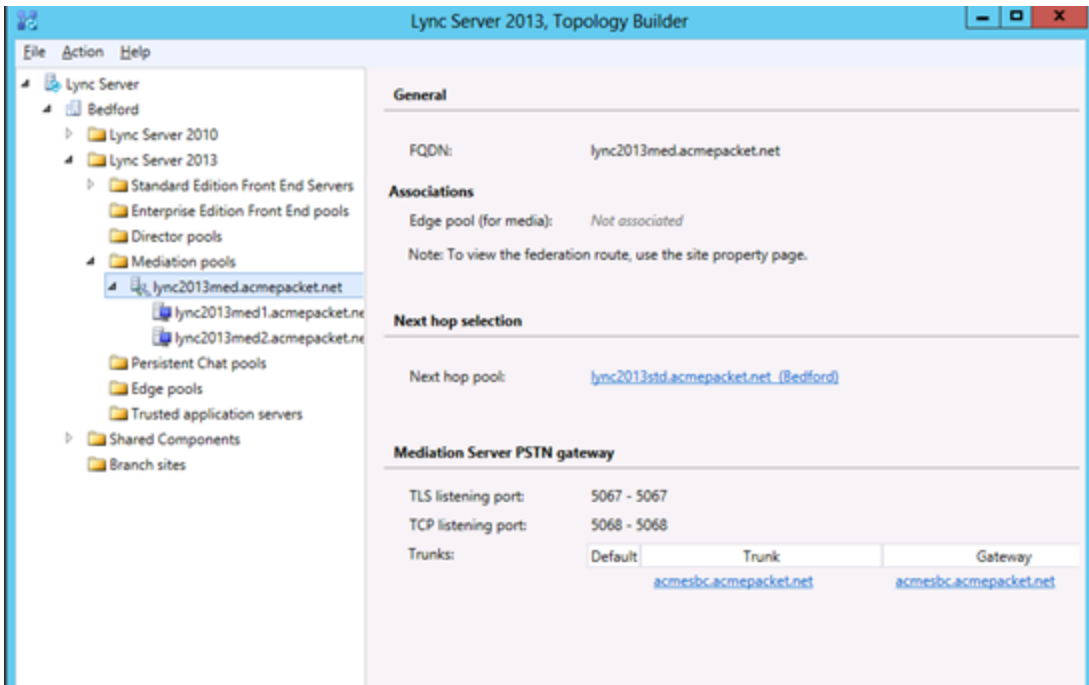 Lync Server 2013, Topology Builder
File Action Help
Lync Server
Bedford
Lync Server 2010
Lync Server 2013
Standard Edition Front End Servers
Enterprise Edition Front End pools
Director pools
Mediation pools
lync2013med.acmepacket.net
lync2013med1.acmepacket.ne
lync2013med2.acmepacket.ne
Persistent Chat pools
Edge pools
Trusted application servers
Shared Components
Branch sites
General
FQDN: lync2013med.acmepacket.net
Associations
Edge pool (for media): Not associated
Note: To view the federation route, use the site property page.
Next hop selection
Next hop pool: lync2013std.acmepacket.net (Bedford)
Mediation Server PSTN gateway
TLS listening port: 5067 - 5067
TCP listening port: 5068 - 5068
Trunks: Default Trunk Gateway
acmesbc.acmepacket.net acmesbc.acmepacket.net